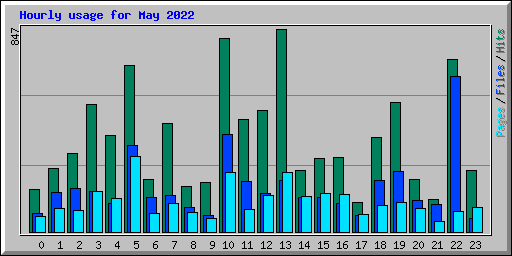 Hourly usage for May 2022
847
Pages / Files / Hits
0 1 2 3 4 5 6 7 8 9 10 11 12 13 14 15 16 17 18 19 20 21 22 23